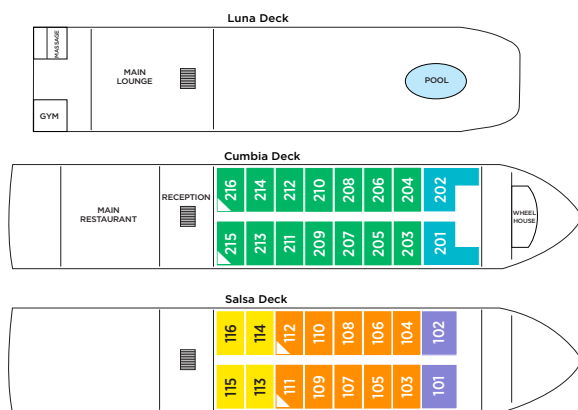 Luna Deck
MASSAGE
MAIN
LOUNGE
POOL
GYM
Cumbia Deck
216 214 212 210 208 206 204 202
MAIN
RESTAURANT
RECEPTION
WHEEL
HOUSE
215 213 211 209 207 205 203 201
Salsa Deck
116 114 112 110 108 106 104 102
115 113 111 109 107 105 103 101